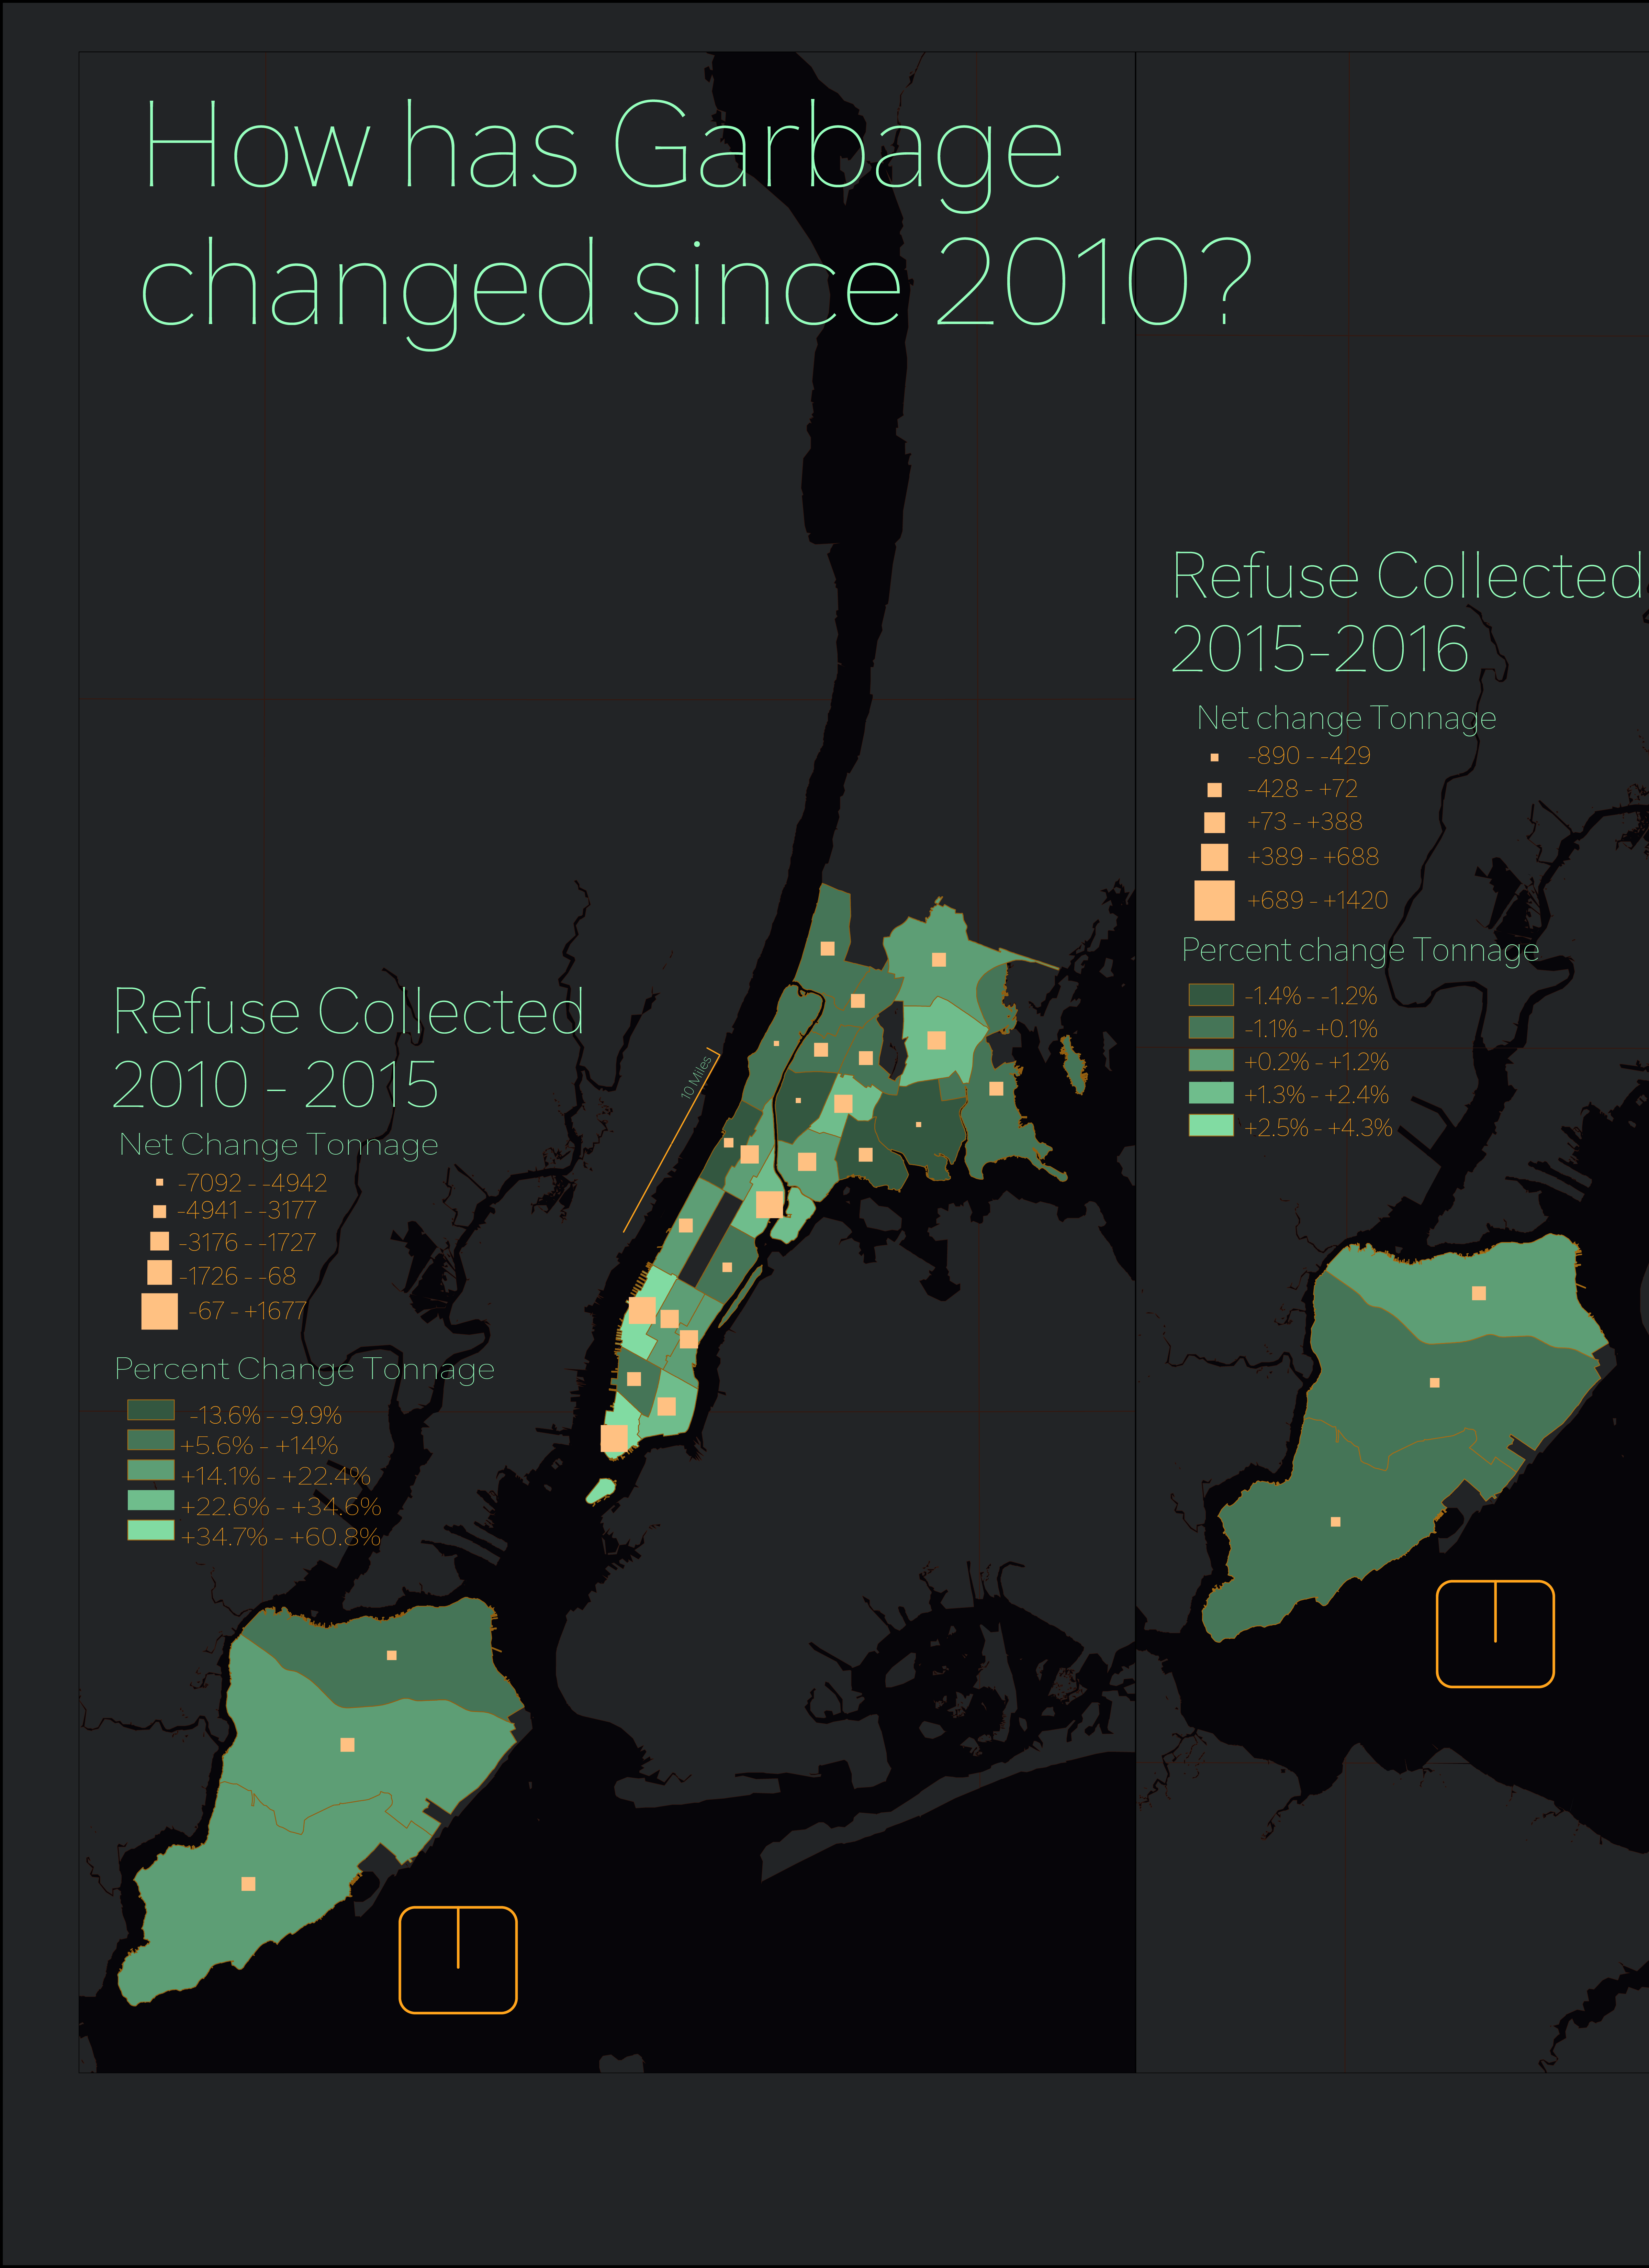 How has Garbage
changed since 2010?
Refuse Collected
2010 - 2015
Net Change Tonnage
-7092 - -4942
-4941 - -3177
-3176 - -1727
-1726 - -68
-67 - +1677
Percent Change Tonnage
-13.6% - -9.9%
+5.6% - +14%
+14.1% - +22.4%
+22.6% - +34.6%
+34.7% - +60.8%
10 Miles
Refuse Collected
2015-2016
Net change Tonnage
-890 - -429
-428 - +72
+73 - +388
+389 - +688
+689 - +1420
Percent change Tonnage
-1.4% - -1.2%
-1.1% - +0.1%
+0.2% - +1.2%
+1.3% - +2.4%
+2.5% - +4.3%